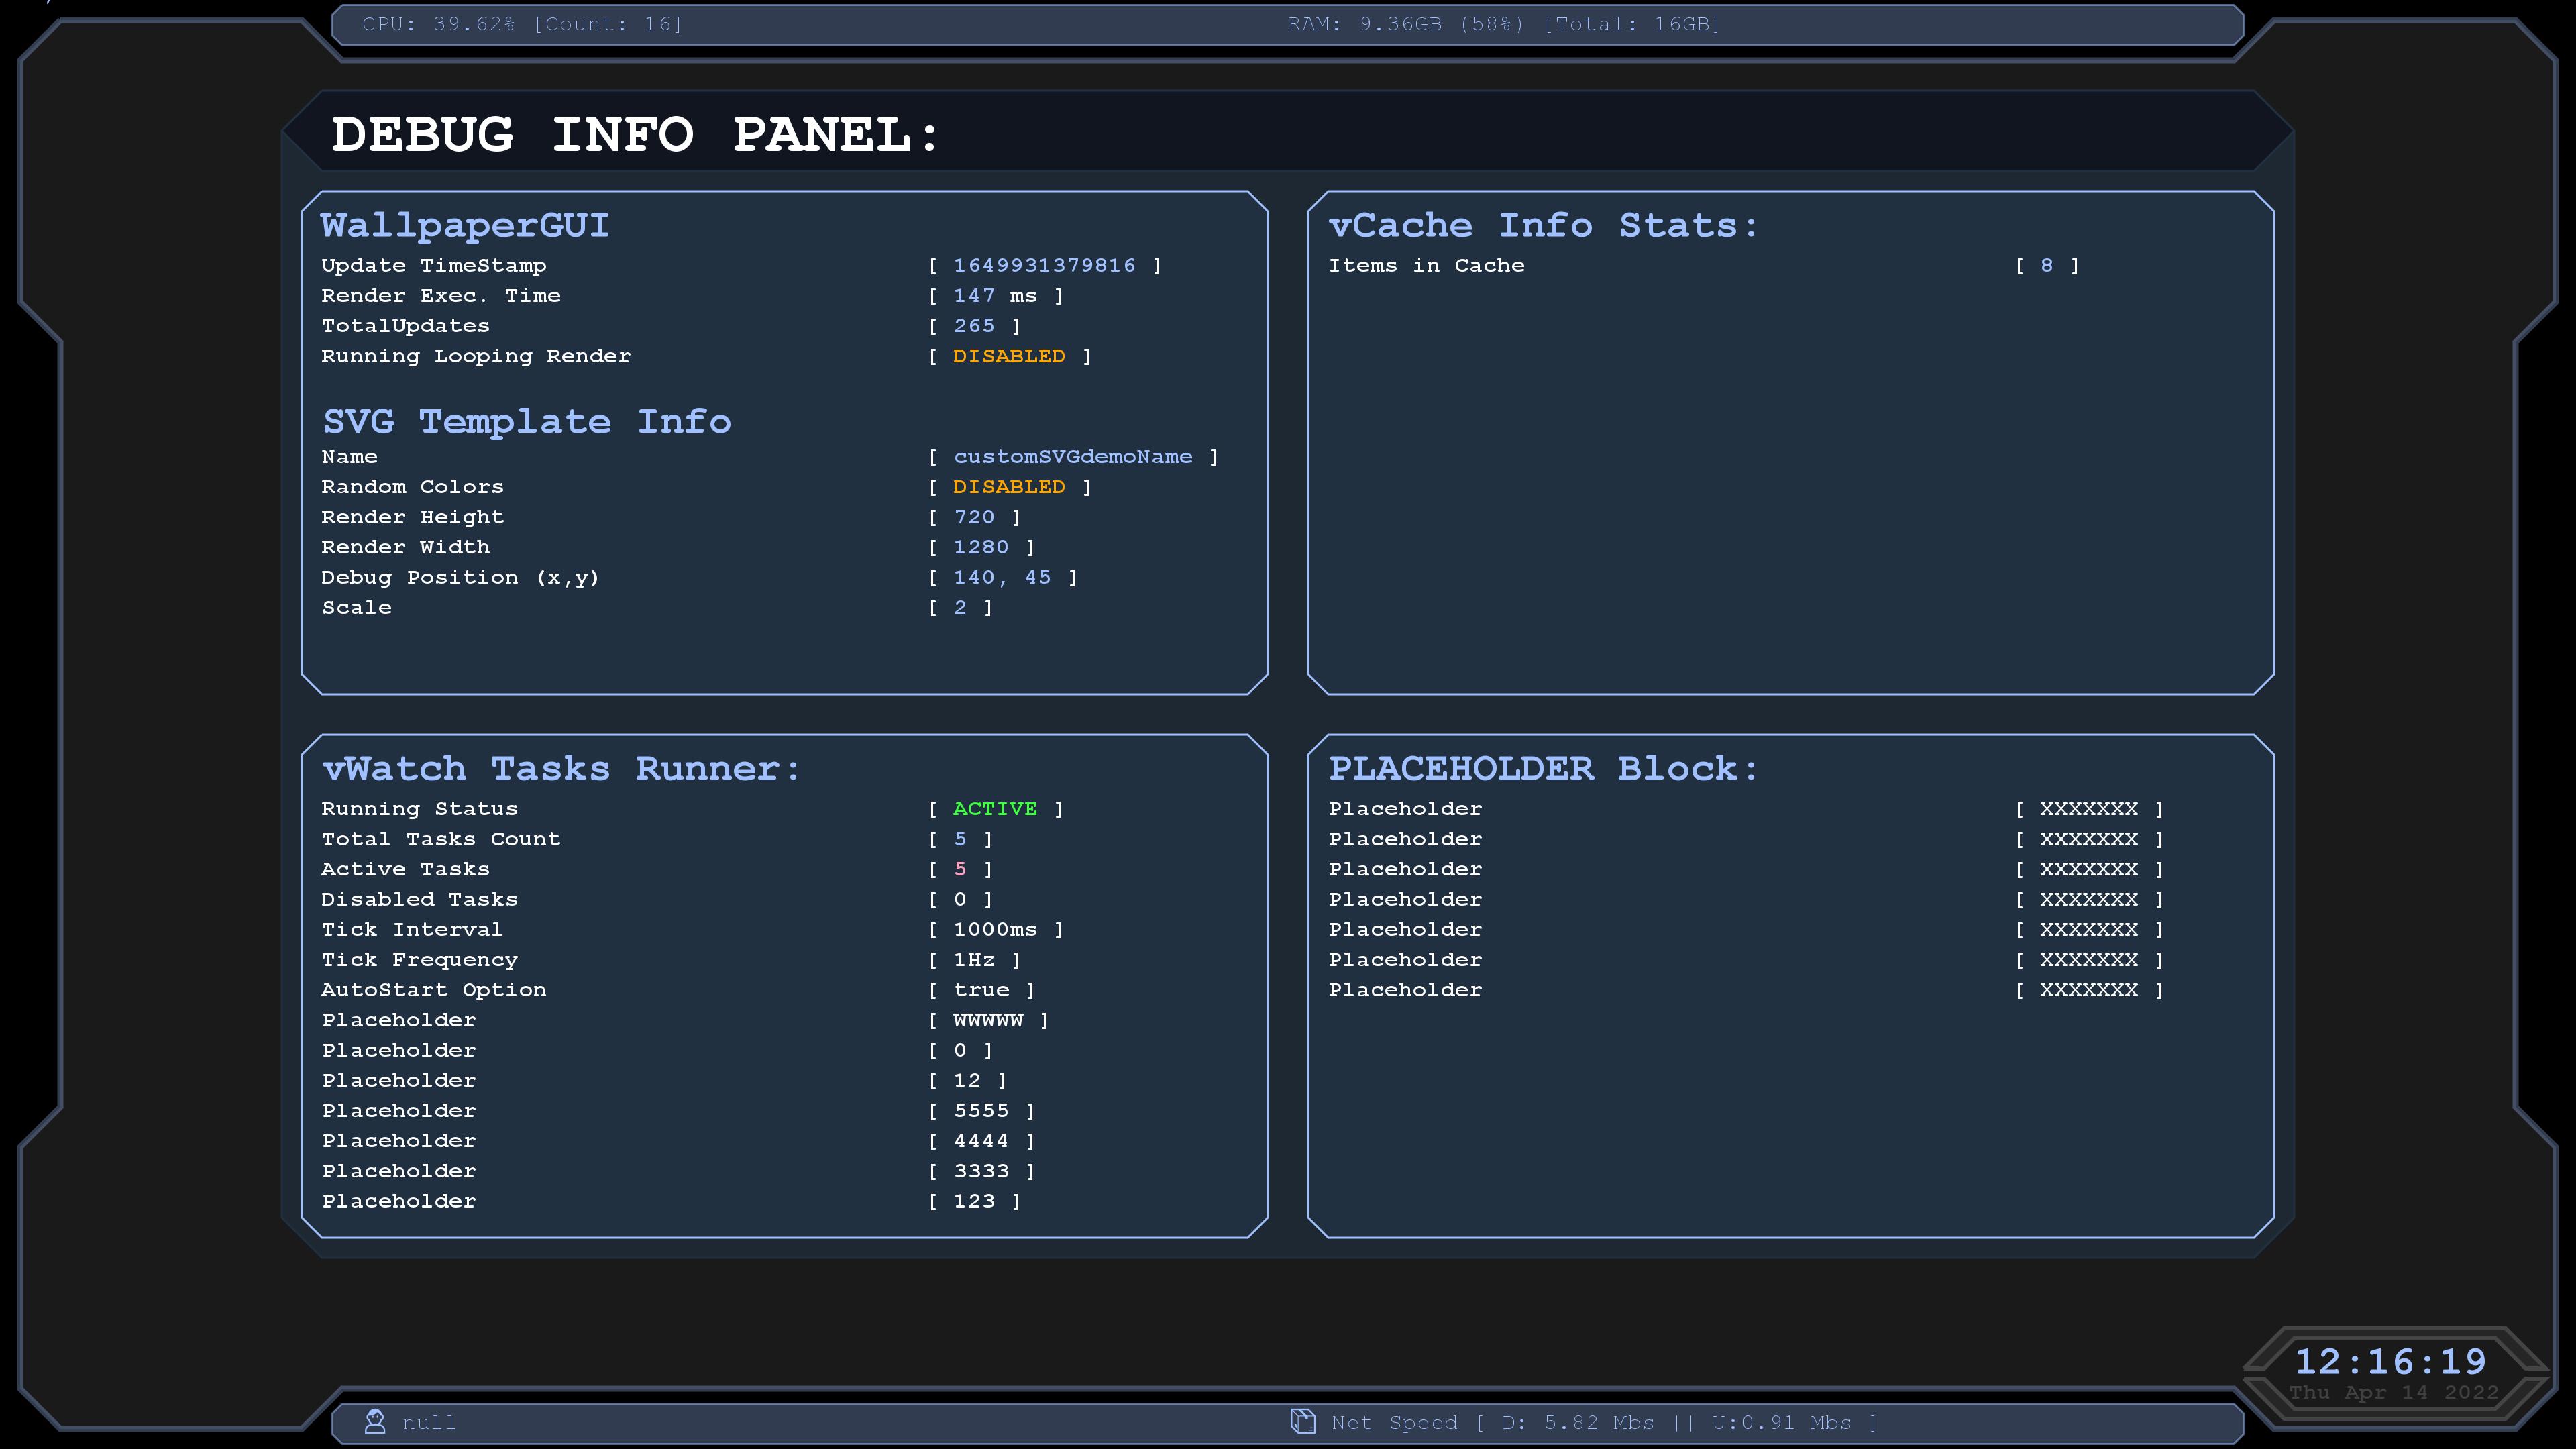 CPU: 39.62% [Count: 16]
RAM: 9.36GB (58%) [Total: 16GB]
DEBUG INFO PANEL:
WallpaperGUI
Update TimeStamp [ 1649931379816 ]
Render Exec. Time [ 147 ms ]
TotalUpdates [ 265 ]
Running Looping Render [ DISABLED ]
SVG Template Info
Name [ customSVGdemoName ]
Random Colors [ DISABLED ]
Render Height [ 720 ]
Render Width [ 1280 ]
Debug Position (x,y) [ 140, 45 ]
Scale [ 2 ]
vCache Info Stats:
Items in Cache [ 8 ]
vWatch Tasks Runner:
Running Status [ ACTIVE ]
Total Tasks Count [ 5 ]
Active Tasks [ 5 ]
Disabled Tasks [ 0 ]
Tick Interval [ 1000ms ]
Tick Frequency [ 1Hz ]
AutoStart Option [ true ]
Placeholder [ WWWWW ]
Placeholder [ 0 ]
Placeholder [ 12 ]
Placeholder [ 5555 ]
Placeholder [ 4444 ]
Placeholder [ 3333 ]
Placeholder [ 123 ]
PLACEHOLDER Block:
Placeholder [ XXXXXXX ]
Placeholder [ XXXXXXX ]
Placeholder [ XXXXXXX ]
Placeholder [ XXXXXXX ]
Placeholder [ XXXXXXX ]
Placeholder [ XXXXXXX ]
Placeholder [ XXXXXXX ]
12:16:19
Thu Apr 14 2022
null
Net Speed [ D: 5.82 Mbs || U:0.91 Mbs ]